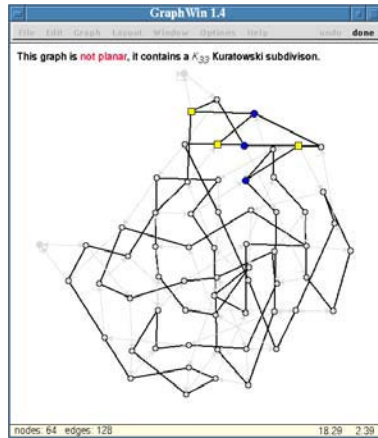 GraphWin 1.4
File Edit Graph Layout Window Options Help undo done
This graph is not planar, it contains a K33 Kuratowski subdivison.
nodes: 64 edges: 128 18.29 2.39